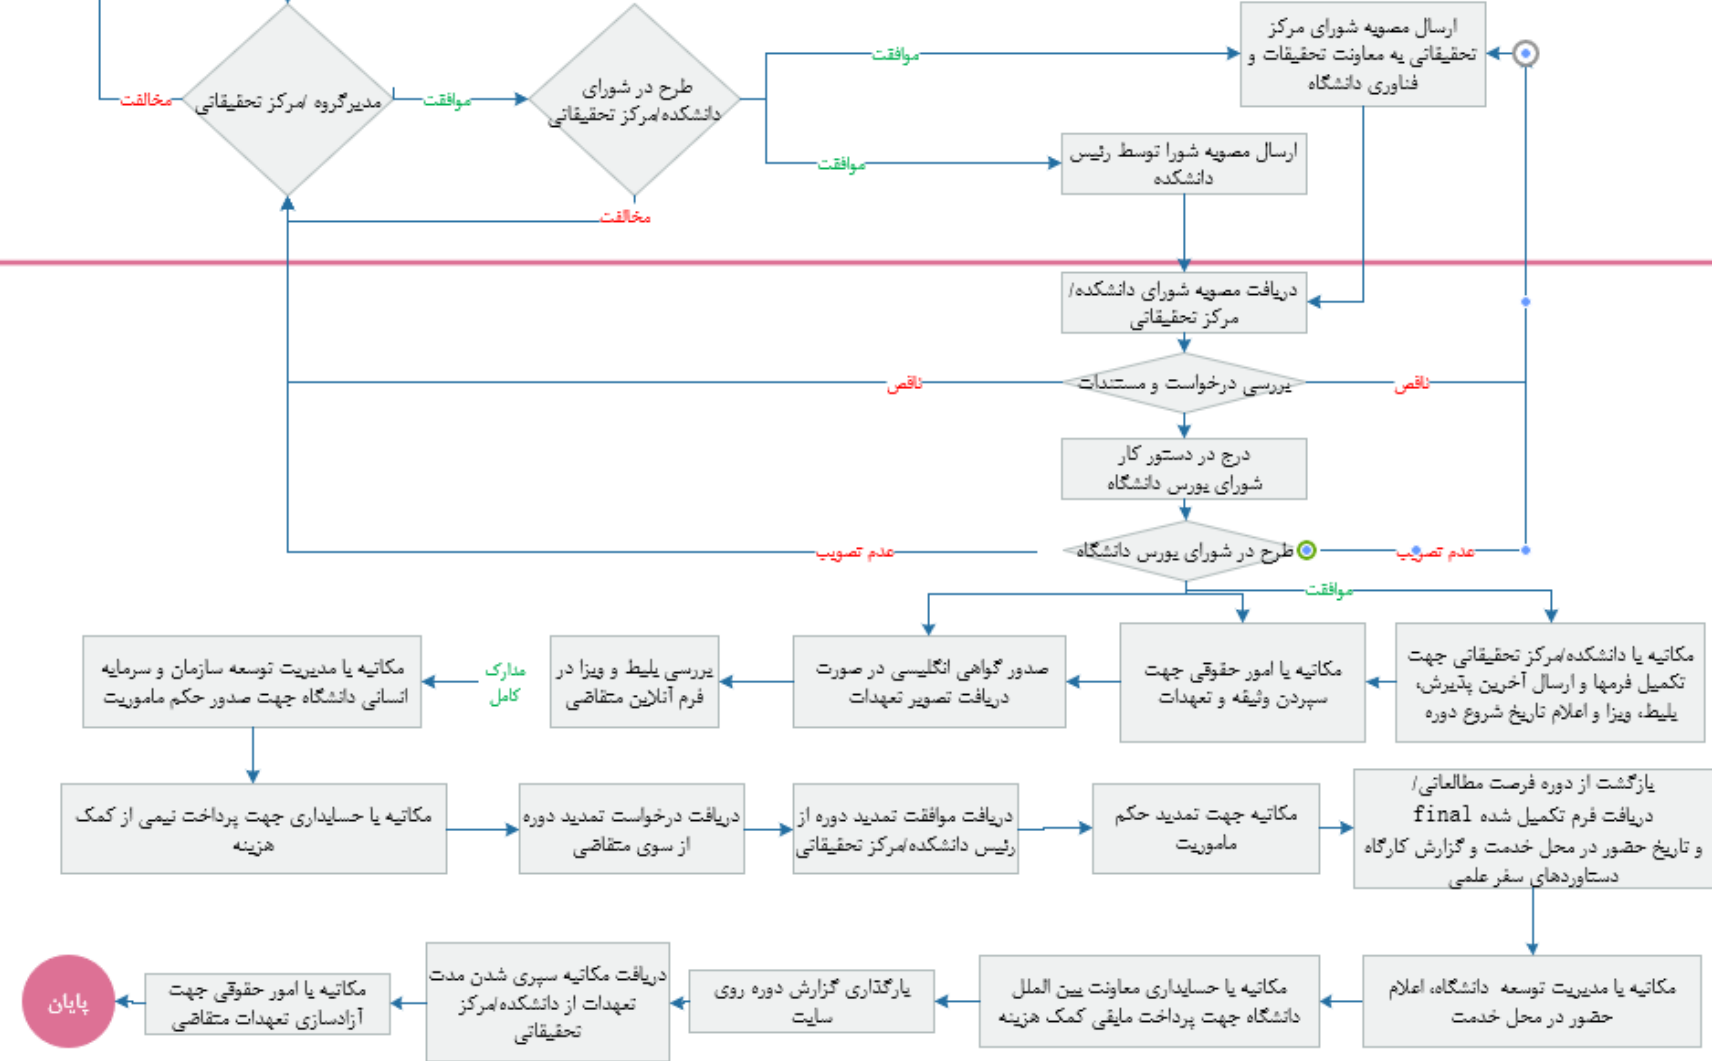 ارسال مصوبه شورای مرکز
تحقیقاتی به معاونت تحقیقات و
فناوری دانشگاه
موافقت
طرح در شورای
دانشکده/مرکز تحقیقاتی
موافقت
مدیرگروه /مرکز تحقیقاتی
مخالفت
ارسال مصوبه شورا توسط رئیس
دانشکده
موافقت
مخالفت
دریافت مصوبه شورای دانشکده/
مرکز تحقیقاتی
ناقص
بررسی درخواست و مستندات
ناقص
درج در دستور کار
شورای بورس دانشگاه
عدم تصویب
طرح در شورای بورس دانشگاه
عدم تصویب
موافقت
مکاتبه با دانشکده/مرکز تحقیقاتی جهت
تکمیل فرمها و ارسال آخرین پذیرش،
بلیط، ویزا و اعلام تاریخ شروع دوره
مکاتبه با امور حقوقی جهت
سپردن وثیقه و تعهدات
صدور گواهی انگلیسی در صورت
دریافت تصویر تعهدات
بررسی بلیط و ویزا در
فرم آنلاین متقاضی
مدارک
کامل
مکاتبه با مدیریت توسعه سازمان و سرمایه
انسانی دانشگاه جهت صدور حکم ماموریت
مکاتبه با حسابداری جهت پرداخت نیمی از کمک
هزینه
دریافت درخواست تمدید دوره
از سوی متقاضی
دریافت موافقت تمدید دوره از
رئیس دانشکده/مرکز تحقیقاتی
مکاتبه جهت تمدید حکم
ماموریت
بازگشت از دوره فرصت مطالعاتی/
دریافت فرم تکمیل شده final
و تاریخ حضور در محل خدمت و گزارش کارگاه
دستاوردهای سفر علمی
مکاتبه با مدیریت توسعه دانشگاه، اعلام
حضور در محل خدمت
مکاتبه با حسابداری معاونت بین الملل
دانشگاه جهت پرداخت مابقی کمک هزینه
بارگذاری گزارش دوره روی
سایت
دریافت مکاتبه سپری شدن مدت
تعهدات از دانشکده/مرکز
تحقیقاتی
مکاتبه با امور حقوقی جهت
آزادسازی تعهدات متقاضی
پایان